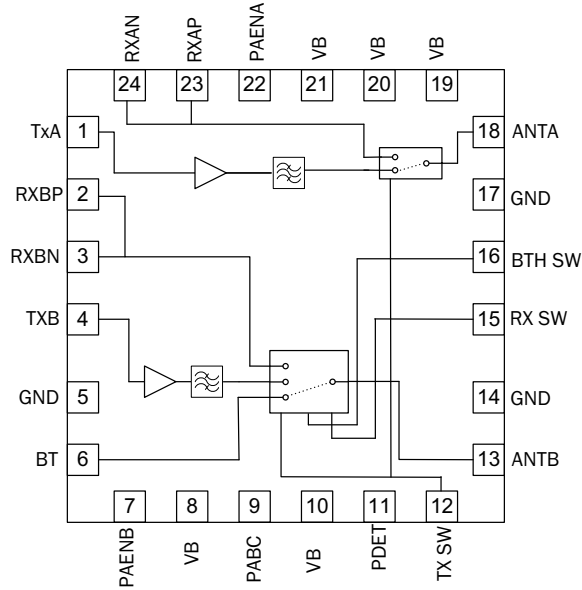 RXAN
RXAP
PAENA
VB
VB
VB
24
23
22
21
20
19
TxA
1
18
ANTA
RXBP
2
17
GND
RXBN
3
16
BTH SW
TXB
4
15
RX SW
GND
5
14
GND
BT
6
13
ANTB
7
8
9
10
11
12
PAENB
VB
PABC
VB
PDET
TX SW